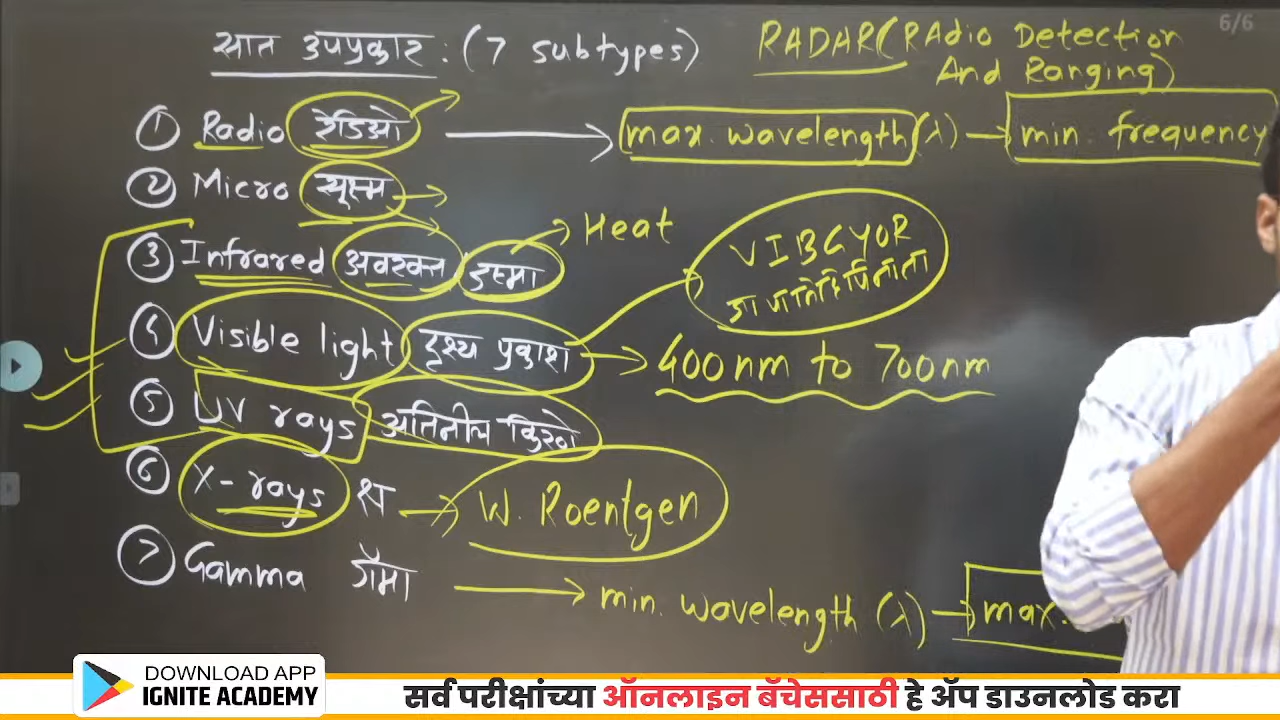 6/6
सात उपप्रकार : (7 subtypes)
RADAR (RAdio Detection
And Ranging)
① Radio रेडिओ → max. wavelength (λ) → min. frequency
② Micro सूक्ष्म →
③ Infrared अवरक्त → Heat
④ Visible light दृश्य प्रकाश → 400nm to 700nm
VIBGYOR
⑤ UV rays अतिनील किरणे
⑥ X-rays क्ष → W. Roentgen
⑦ Gamma गॅमा → min. wavelength (λ) → max.
DOWNLOAD APP
IGNITE ACADEMY
सर्व परीक्षांच्या ऑनलाइन बॅचेससाठी हे ॲप डाउनलोड करा